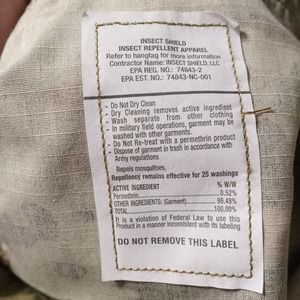 INSECT SHIELD
INSECT REPELLENT APPAREL
Refer to hangtag for more information
Contractor Name: INSECT SHIELD, LLC
EPA REG. NO.: 74843-2
EPA EST. NO.: 74843-NC-001
- Do Not Dry Clean
- Dry Cleaning removes active ingredient
- Wash separate from other clothing
- In military field operations, garment may be
washed with other garments.
- Do Not Re-treat with a permethrin product
- Dispose of garment in trash in accordance with
Army regulations
Repels mosquitoes,
Repellency remains effective for 25 washings
ACTIVE INGREDIENT % W/W
Permethrin 0.52%
OTHER INGREDIENTS: (Garment) 99.48%
TOTAL 100,00%
It is a violation of Federal Law to use this
Product in a manner inconsistent with its labeling
DO NOT REMOVE THIS LABEL